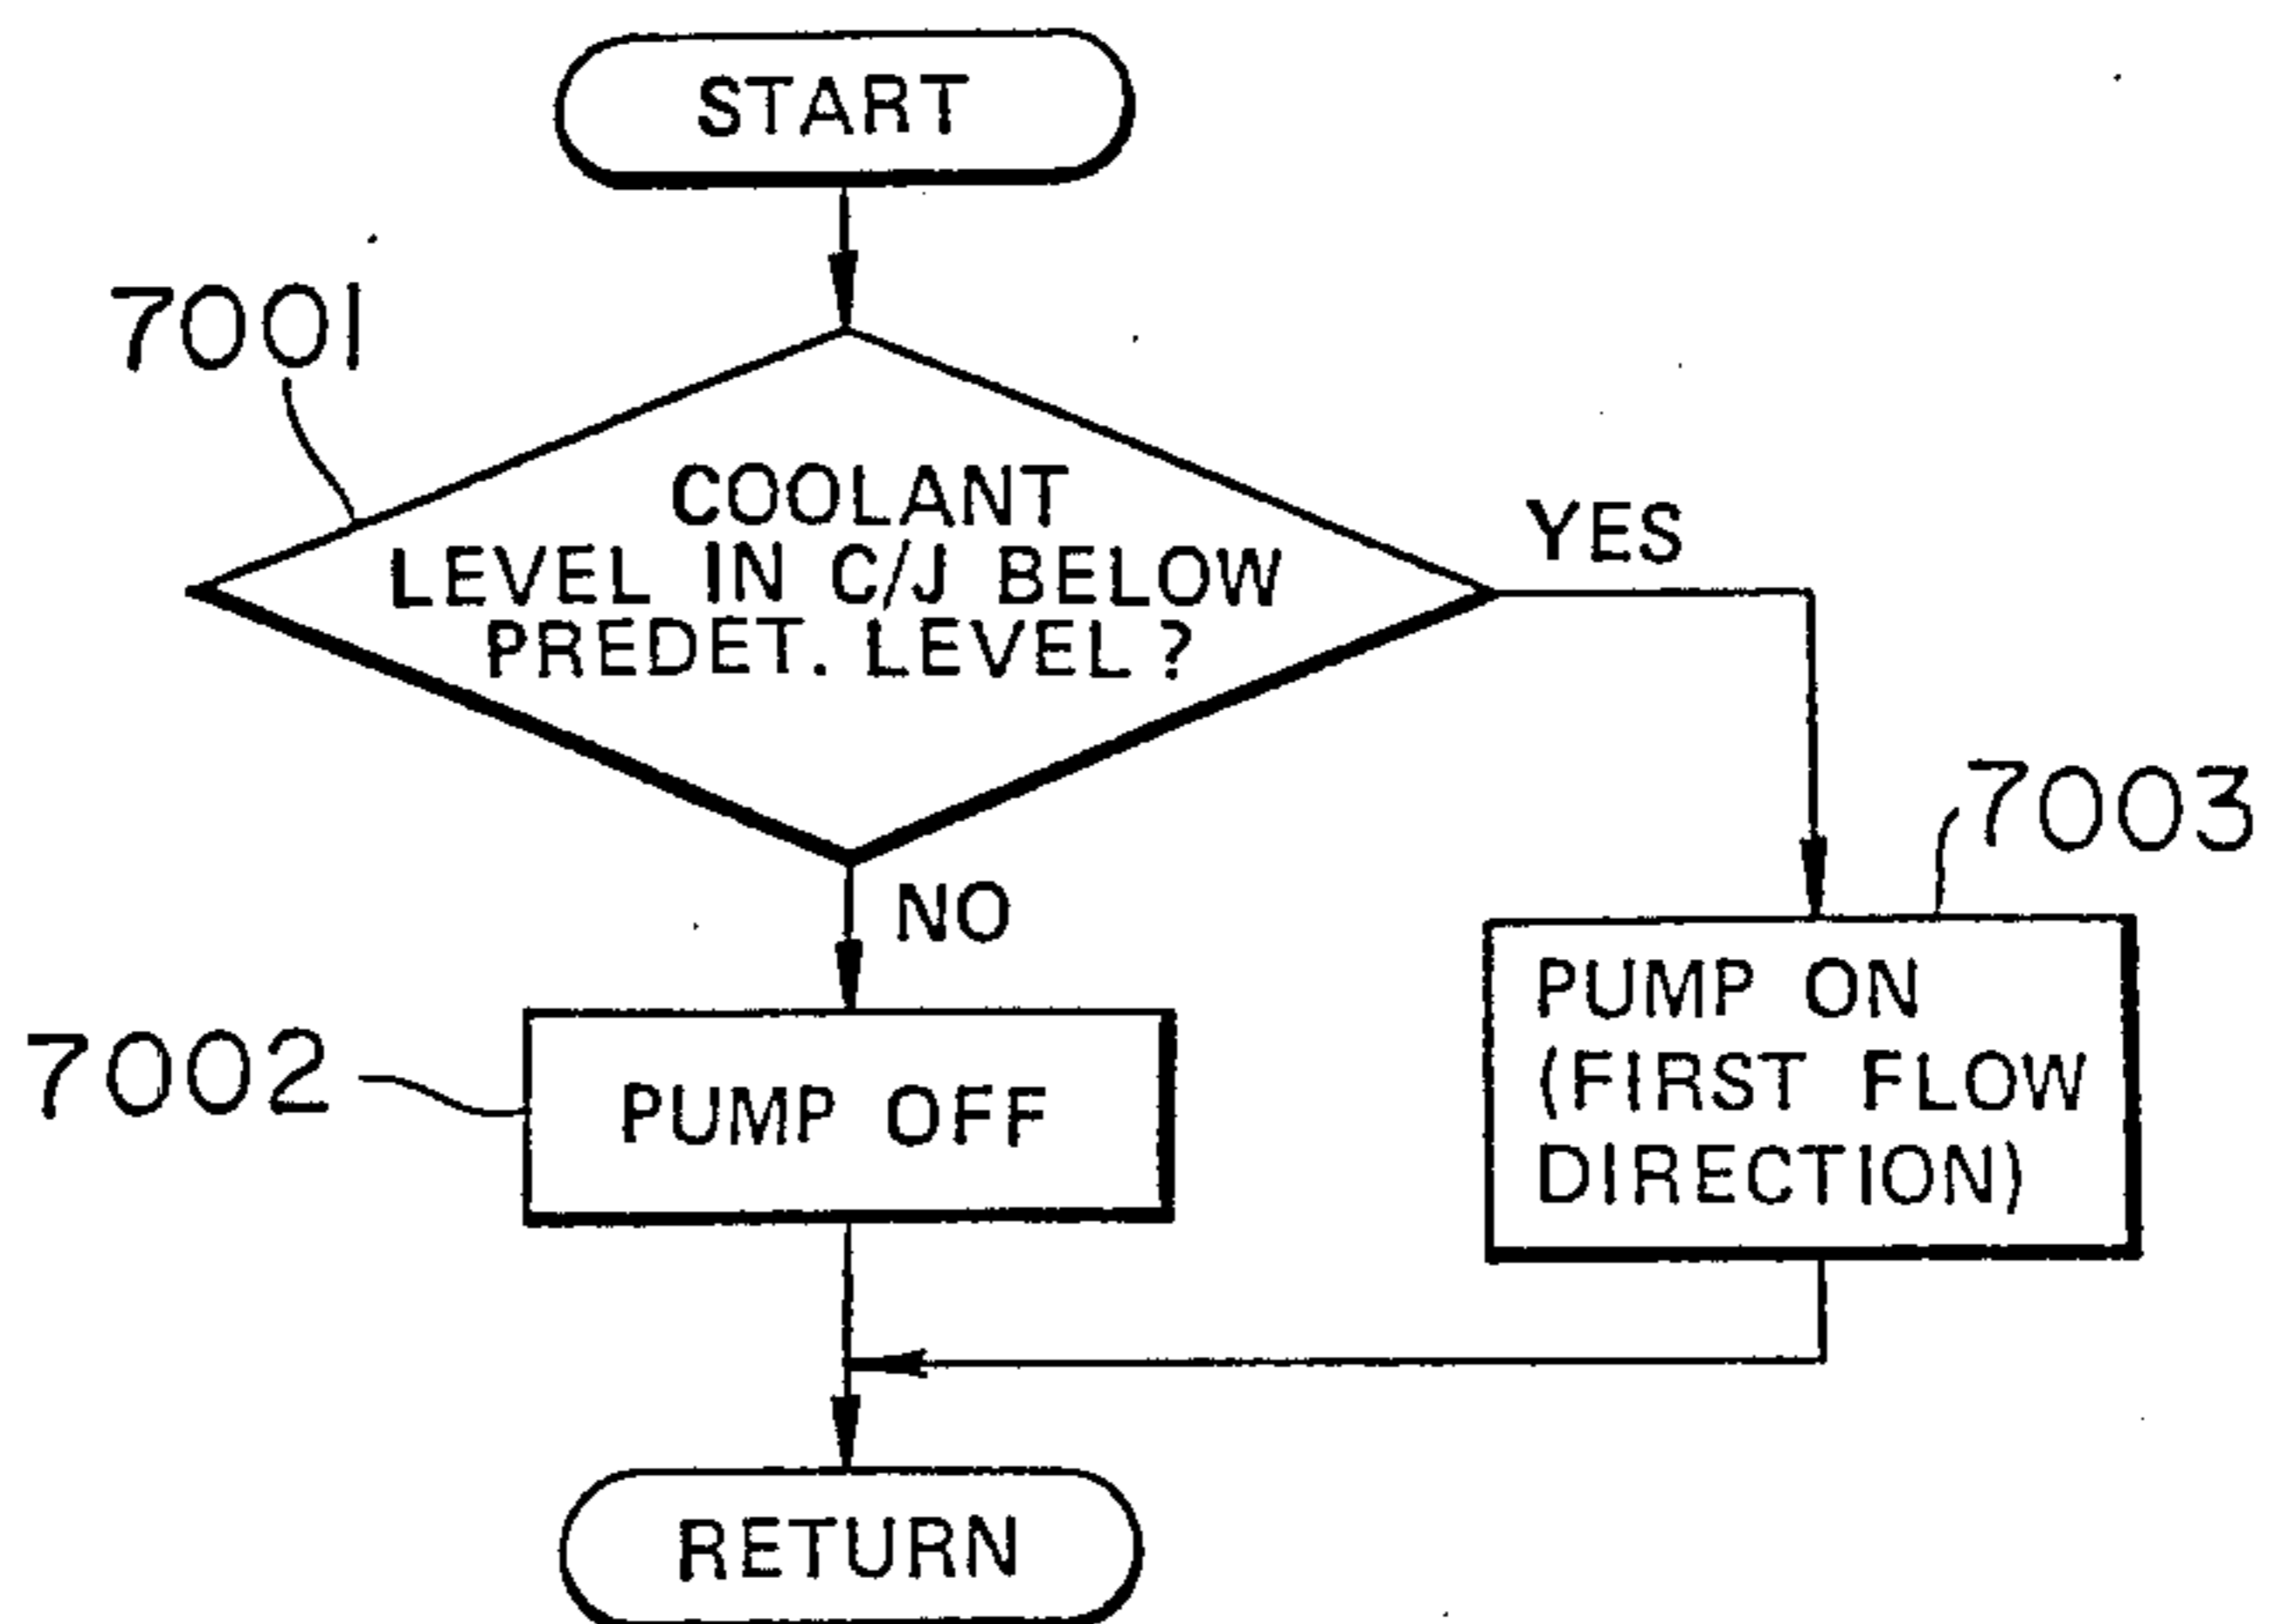 START
7001
COOLANT
LEVEL IN C/J BELOW
PREDET. LEVEL?
YES
NO
7003
PUMP ON
(FIRST FLOW
DIRECTION)
7002
PUMP OFF
RETURN